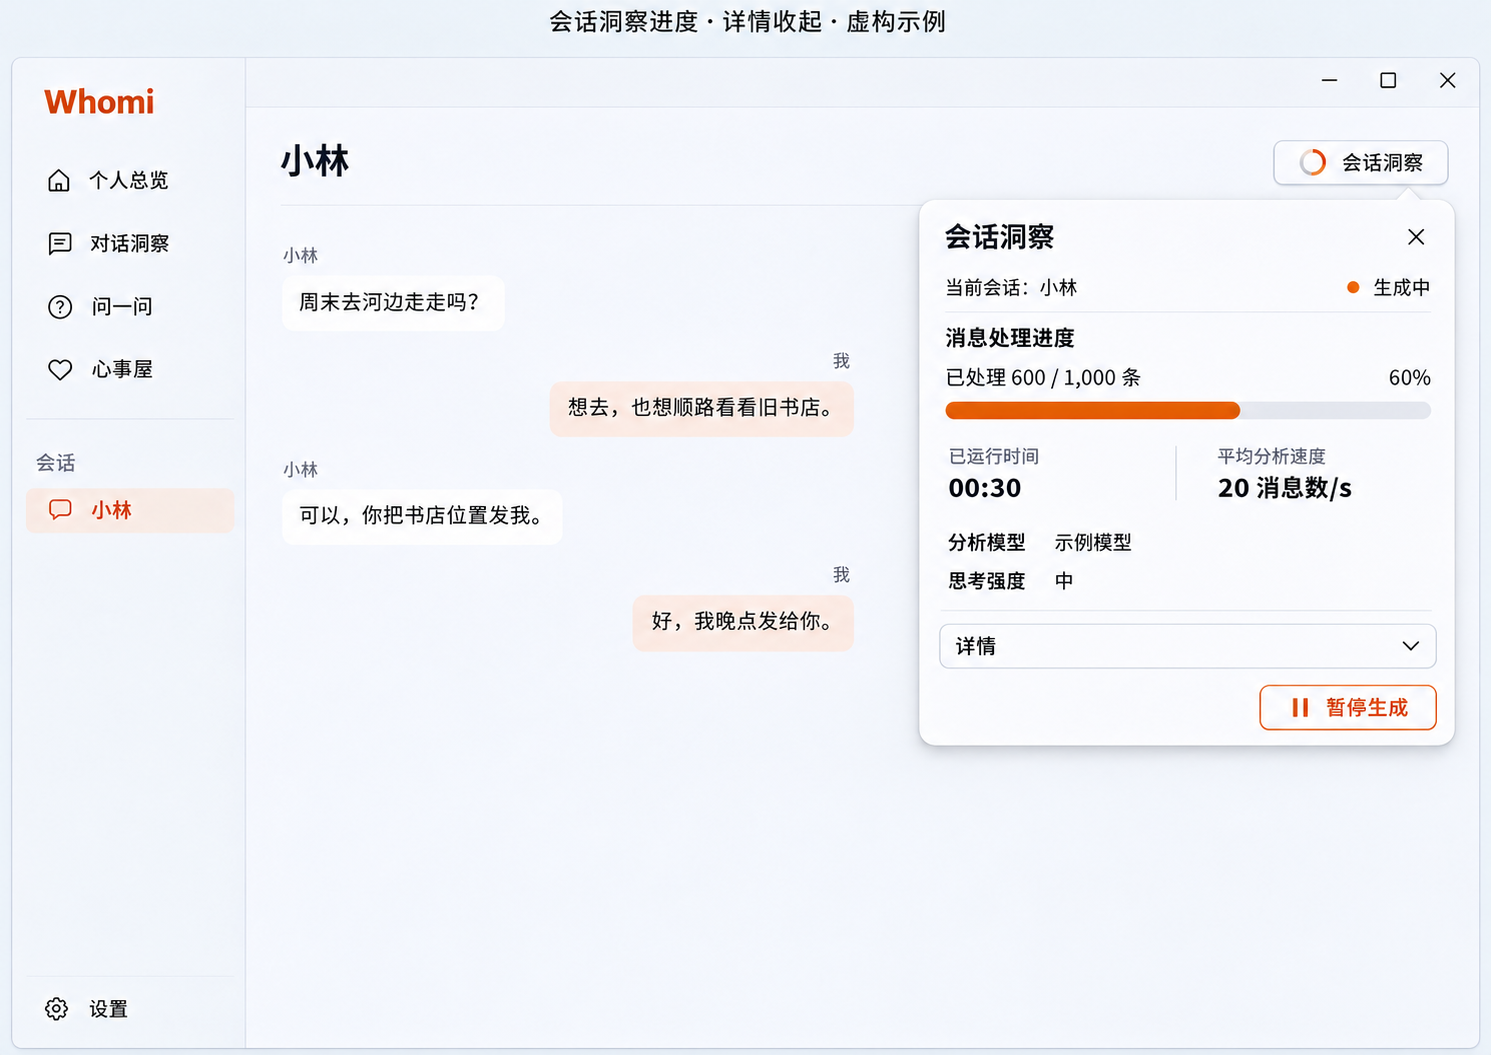 会话洞察进度 · 详情收起 · 虚构示例
Whomi
个人总览
对话洞察
问一问
心事屋
会话
小林
设置
小林
会话洞察
小林
周末去河边走走吗？
我
想去，也想顺路看看旧书店。
小林
可以，你把书店位置发我。
我
好，我晚点发给你。
会话洞察
当前会话：小林
生成中
消息处理进度
已处理 600 / 1,000 条
60%
已运行时间
00:30
平均分析速度
20 消息数/s
分析模型 示例模型
思考强度 中
详情
暂停生成